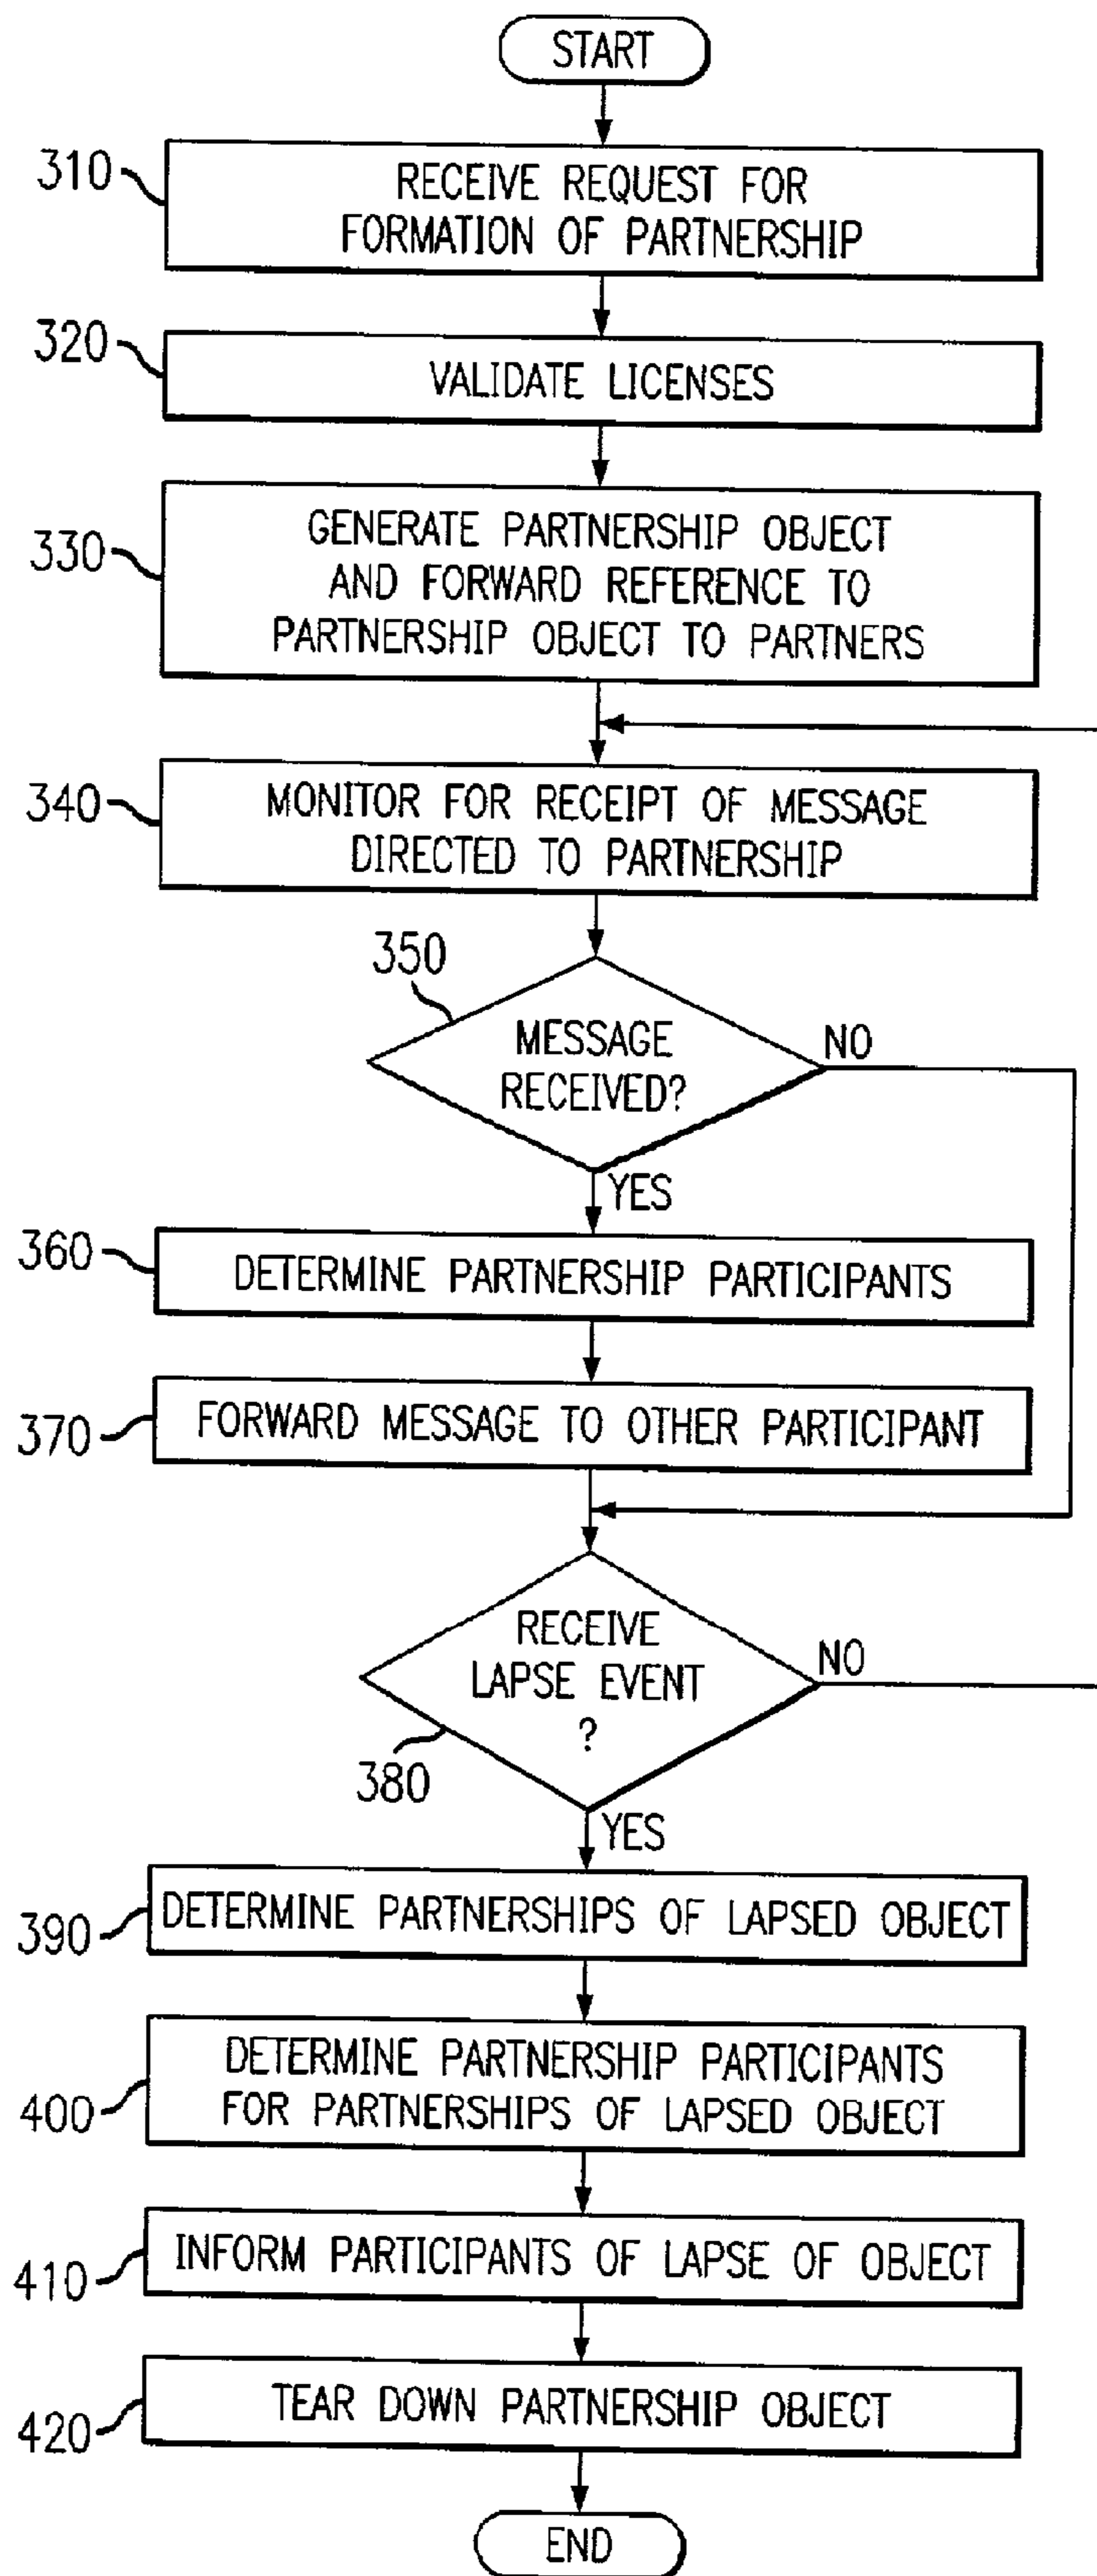 START
310
RECEIVE REQUEST FOR
FORMATION OF PARTNERSHIP
320
VALIDATE LICENSES
330
GENERATE PARTNERSHIP OBJECT
AND FORWARD REFERENCE TO
PARTNERSHIP OBJECT TO PARTNERS
340
MONITOR FOR RECEIPT OF MESSAGE
DIRECTED TO PARTNERSHIP
350
MESSAGE
RECEIVED?
NO
YES
360
DETERMINE PARTNERSHIP PARTICIPANTS
370
FORWARD MESSAGE TO OTHER PARTICIPANT
RECEIVE
LAPSE EVENT
?
NO
380
YES
390
DETERMINE PARTNERSHIPS OF LAPSED OBJECT
400
DETERMINE PARTNERSHIP PARTICIPANTS
FOR PARTNERSHIPS OF LAPSED OBJECT
410
INFORM PARTICIPANTS OF LAPSE OF OBJECT
420
TEAR DOWN PARTNERSHIP OBJECT
END